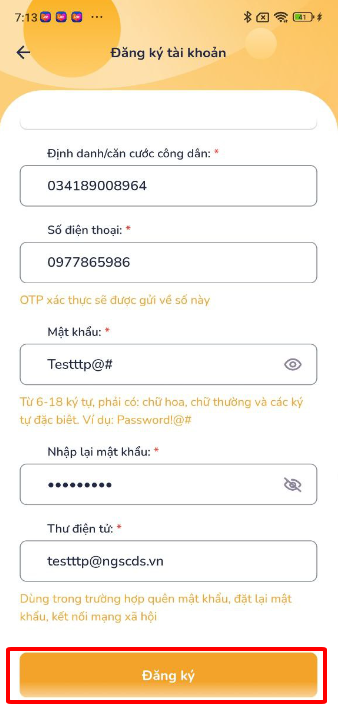 7:13
41
Đăng ký tài khoản
Định danh/căn cước công dân: *
034189008964
Số điện thoại: *
0977865986
OTP xác thực sẽ được gửi về số này
Mật khẩu: *
Testttp@#
Từ 6-18 ký tự, phải có: chữ hoa, chữ thường và các ký
tự đặc biệt. Ví dụ: Password!@#
Nhập lại mật khẩu: *
•••••••••
Thư điện tử: *
testttp@ngscds.vn
Dùng trong trường hợp quên mật khẩu, đặt lại mật
khẩu, kết nối mạng xã hội
Đăng ký